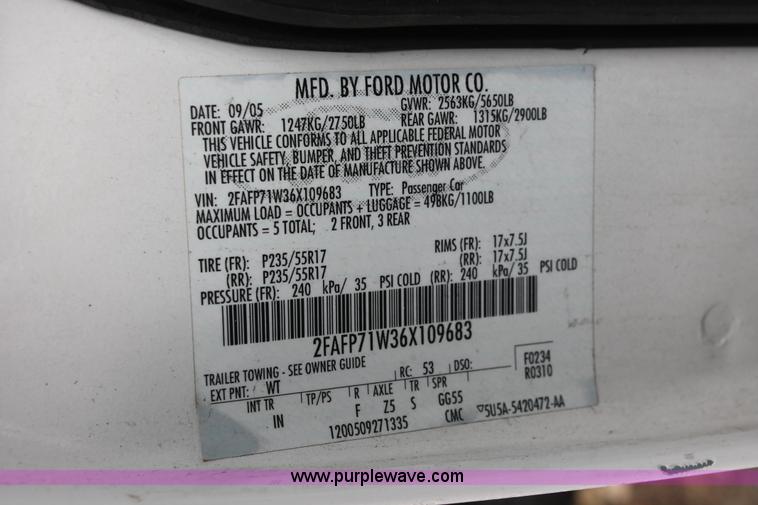 MFD. BY FORD MOTOR CO.
DATE: 09/05 GVWR: 2563KG/5650LB
FRONT GAWR: 1247KG/2750LB REAR GAWR: 1315KG/2900LB
THIS VEHICLE CONFORMS TO ALL APPLICABLE FEDERAL MOTOR
VEHICLE SAFETY, BUMPER, AND THEFT PREVENTION STANDARDS
IN EFFECT ON THE DATE OF MANUFACTURE SHOWN ABOVE.
VIN: 2FAFP71W36X109683 TYPE: Passenger Car
MAXIMUM LOAD = OCCUPANTS + LUGGAGE = 498KG/1100LB
OCCUPANTS = 5 TOTAL; 2 FRONT, 3 REAR
TIRE (FR): P235/55R17 RIMS (FR): 17x7.5J
(RR): P235/55R17 (RR): 17x7.5J
PRESSURE (FR): 240 kPa/ 35 PSI COLD (RR): 240 kPa/ 35 PSI COLD
2FAFP71W36X109683
TRAILER TOWING - SEE OWNER GUIDE
EXT PNT: WT RC: 53 DSO: F0234
R0310
INT TR TP/PS R AXLE TR SPR
IN F Z5 S GG55
1200509271335 CMC 5U5A-5420472-AA
www.purplewave.com